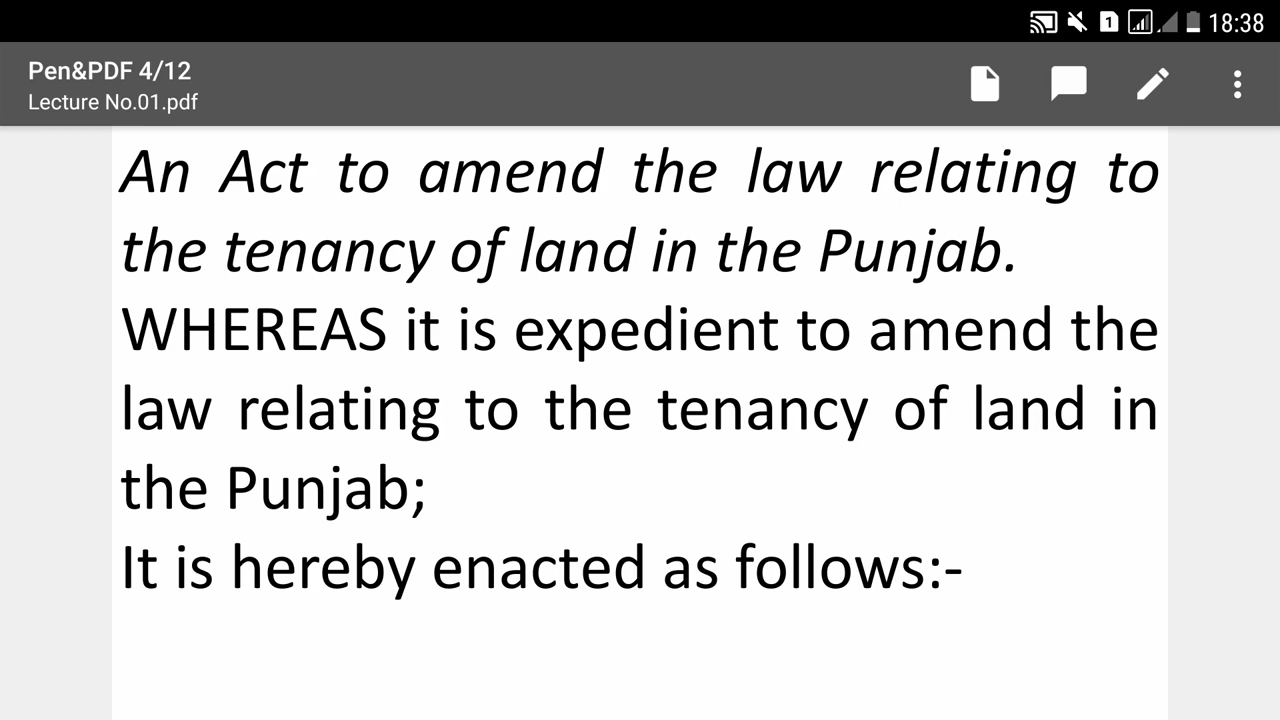 18:38
Pen&PDF 4/12
Lecture No.01.pdf
An Act to amend the law relating to
the tenancy of land in the Punjab.
WHEREAS it is expedient to amend the
law relating to the tenancy of land in
the Punjab;
It is hereby enacted as follows:-